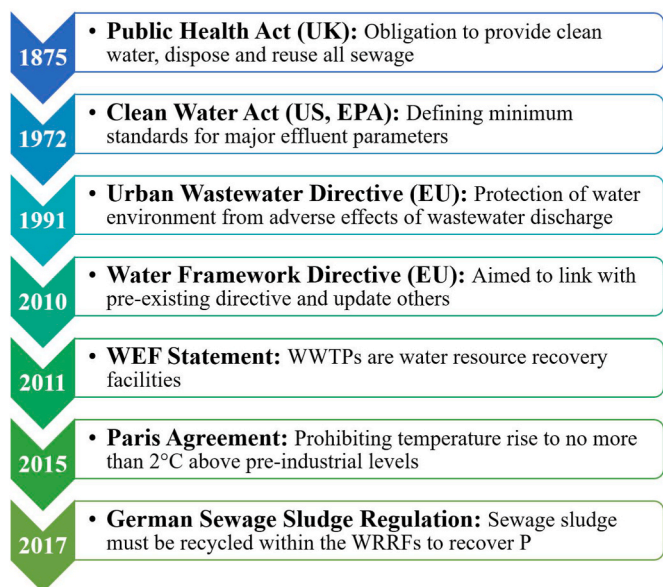 1875
• Public Health Act (UK): Obligation to provide clean
water, dispose and reuse all sewage
1972
• Clean Water Act (US, EPA): Defining minimum
standards for major effluent parameters
1991
• Urban Wastewater Directive (EU): Protection of water
environment from adverse effects of wastewater discharge
2010
• Water Framework Directive (EU): Aimed to link with
pre-existing directive and update others
2011
• WEF Statement: WWTPs are water resource recovery
facilities
2015
• Paris Agreement: Prohibiting temperature rise to no more
than 2°C above pre-industrial levels
2017
• German Sewage Sludge Regulation: Sewage sludge
must be recycled within the WRRFs to recover P